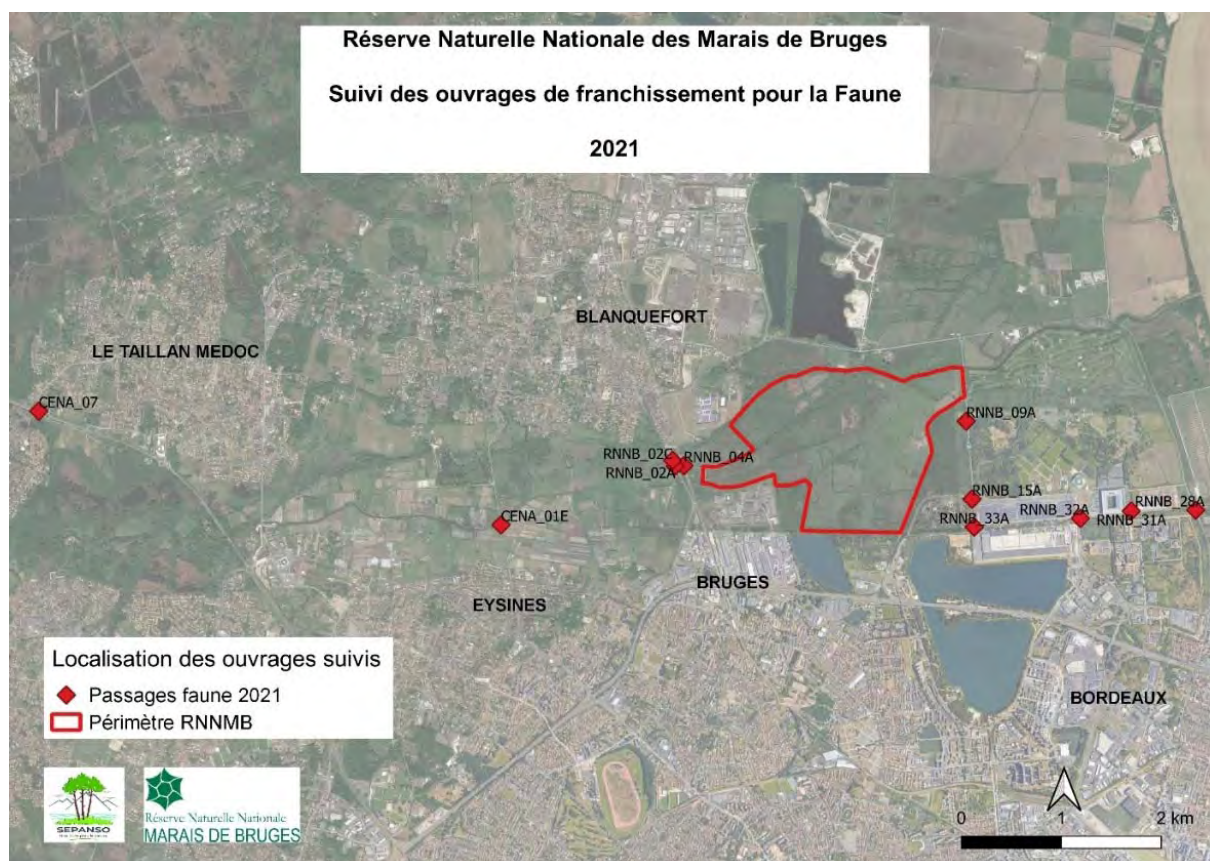 Réserve Naturelle Nationale des Marais de Bruges
Suivi des ouvrages de franchissement pour la Faune
2021
BLANQUEFORT
LE TAILLAN MEDOC
CENA_07
RNNB_09A
RNNB_02C
RNNB_04A
RNNB_02A
RNNB_15A
RNNB_28A
RNNB_32A
RNNB_31A
RNNB_33A
CENA_01E
BRUGES
EYSINES
BORDEAUX
Localisation des ouvrages suivis
Passages faune 2021
Périmètre RNNMB
SEPANSO
Réserve Naturelle Nationale
MARAIS DE BRUGES
0 1 2 km